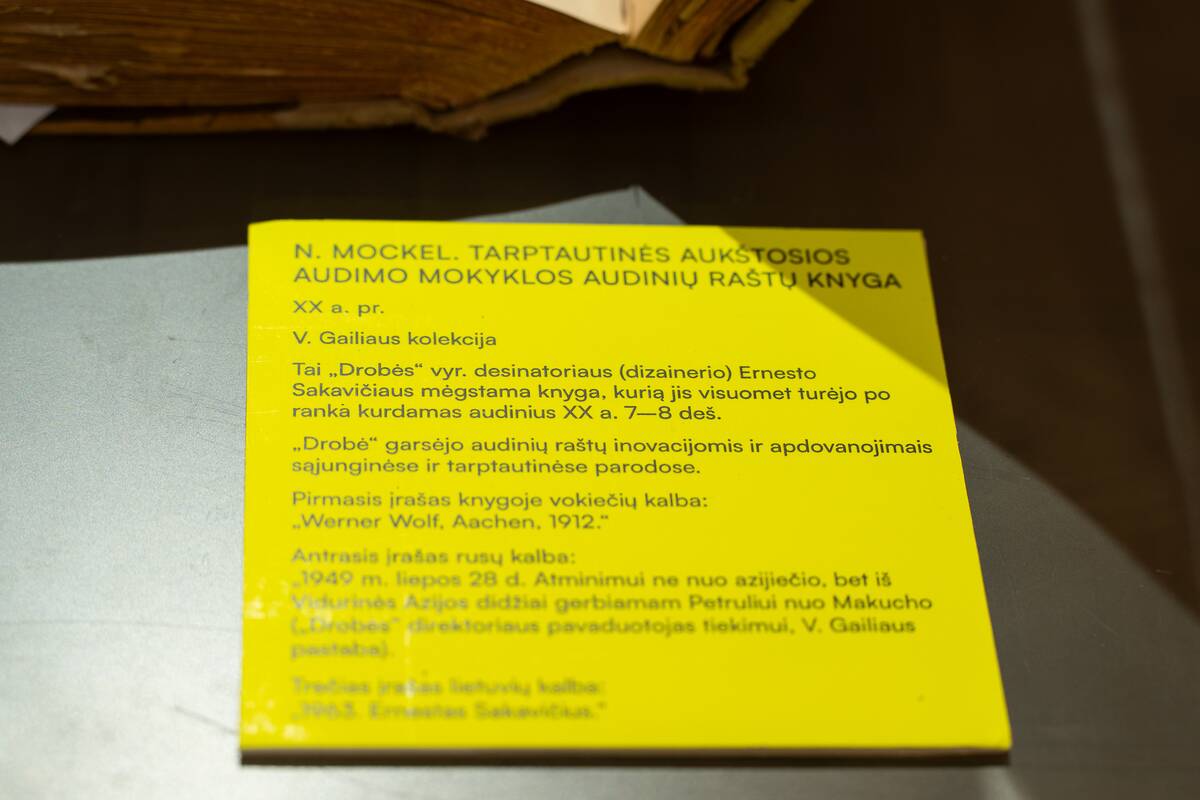 N. MOCKEL. TARPTAUTINĖS AUKŠTOSIOS
AUDIMO MOKYKLOS AUDINIŲ RAŠTŲ KNYGA
XX a. pr.
V. Gailiaus kolekcija
Tai „Drobės“ vyr. desinatoriaus (dizainerio) Ernesto
Sakavičiaus mėgstama knyga, kurią jis visuomet turėjo po
ranka kurdamas audinius XX a. 7—8 deš.
„Drobė“ garsėjo audinių raštų inovacijomis ir apdovanojimais
sąjunginėse ir tarptautinėse parodose.
Pirmasis įrašas knygoje vokiečių kalba:
„Werner Wolf, Aachen, 1912.“
Antrasis įrašas rusų kalba:
„1949 m. liepos 28 d. Atminimui ne nuo azijiečio, bet iš
Vidurinės Azijos didžiai gerbiamam Petruliui nuo Makucho
(„Drobės“ direktoriaus pavaduotojas tiekimui, V. Gailiaus
pastaba).
Trečias įrašas lietuvių kalba:
„1963. Ernestas Sakavičius.“